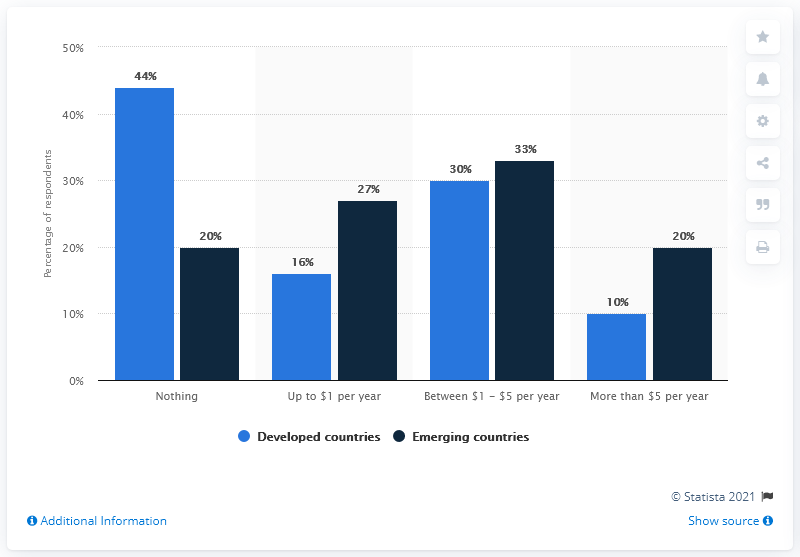 50%
40%
30%
20%
10%
0%
Percentage of respondents
44%
20%
16%
27%
30%
33%
10%
20%
Nothing
Up to $1 per year
Between $1 - $5 per year
More than $5 per year
Developed countries
Emerging countries
© Statista 2021
Additional Information
Show source